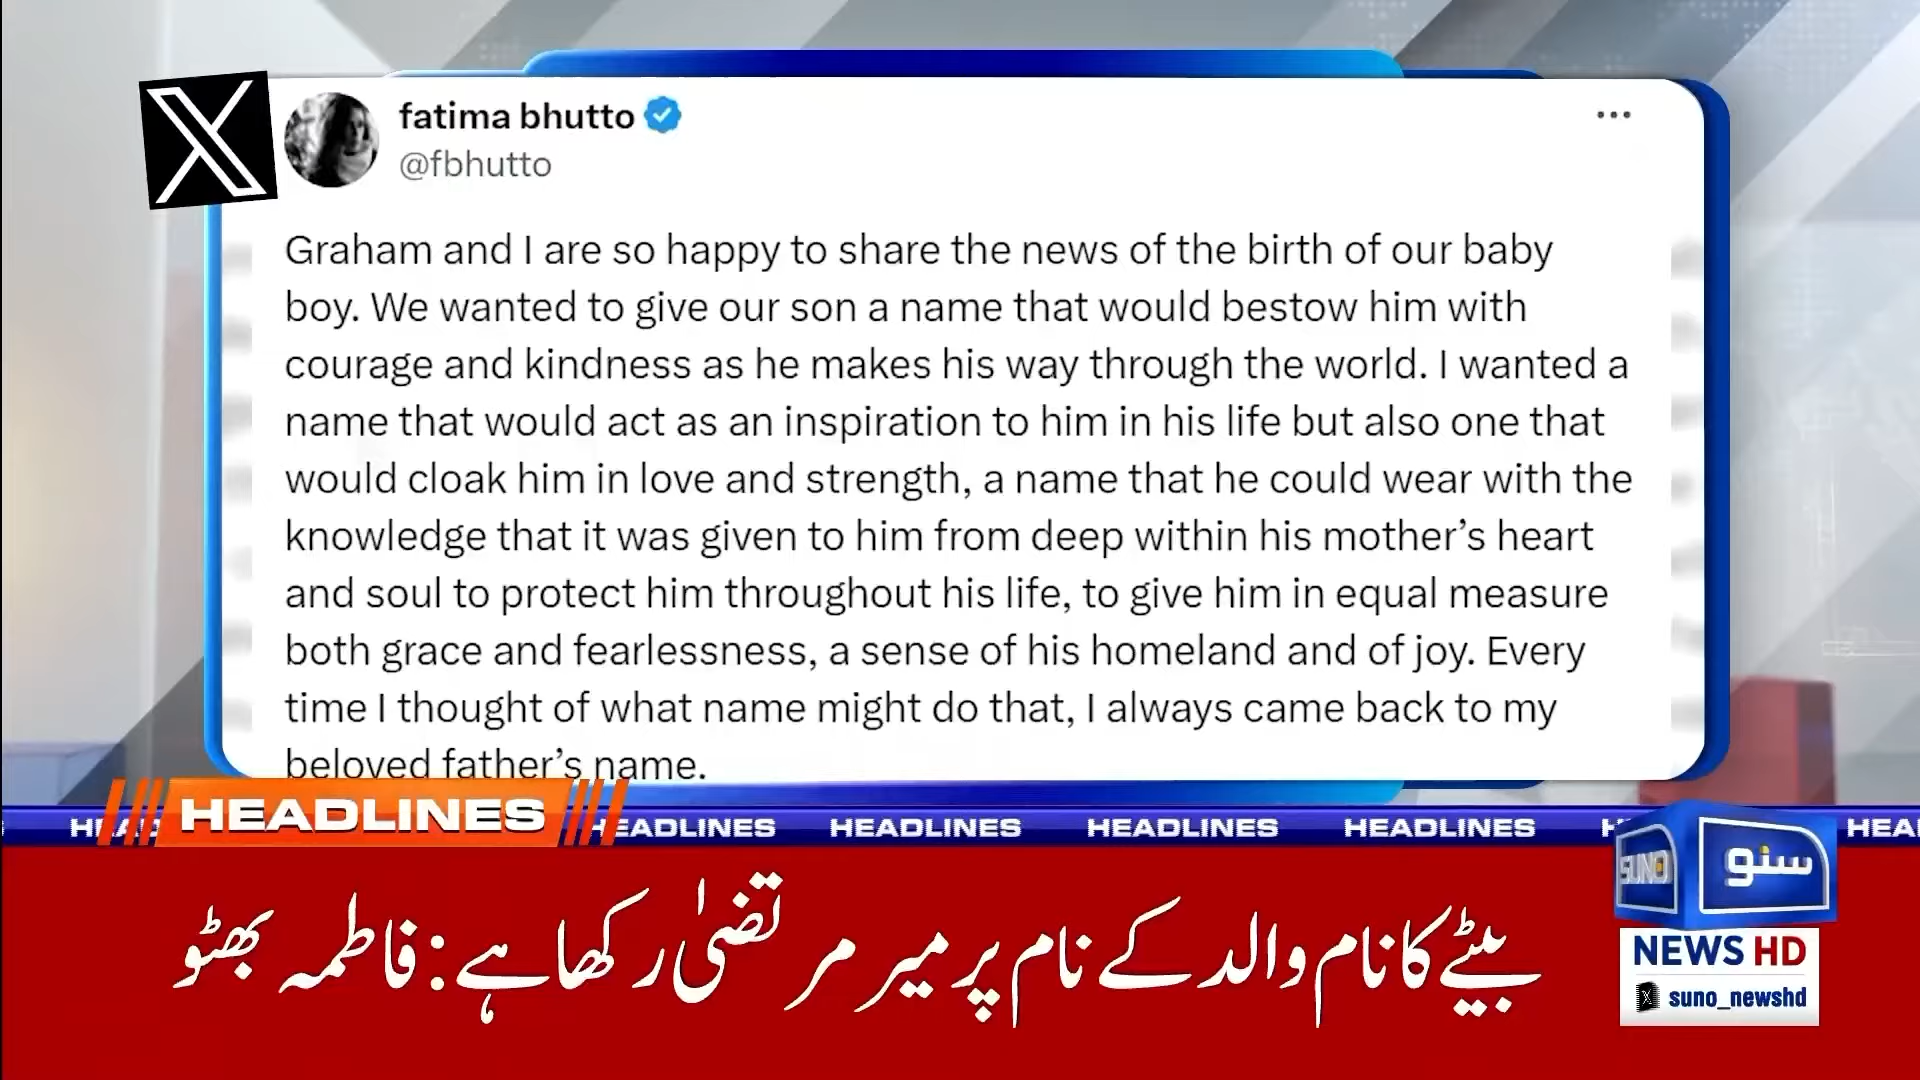 X
fatima bhutto
@fbhutto
Graham and I are so happy to share the news of the birth of our baby
boy. We wanted to give our son a name that would bestow him with
courage and kindness as he makes his way through the world. I wanted a
name that would act as an inspiration to him in his life but also one that
would cloak him in love and strength, a name that he could wear with the
knowledge that it was given to him from deep within his mother’s heart
and soul to protect him throughout his life, to give him in equal measure
both grace and fearlessness, a sense of his homeland and of joy. Every
time I thought of what name might do that, I always came back to my
beloved father’s name.
HEADLINES
HEADLINES HEADLINES HEADLINES HEADLINES
SUNO سنو
NEWS HD
suno_newshd
بیٹے کا نام والد کے نام پر میر مرتضیٰ رکھا ہے: فاطمہ بھٹو